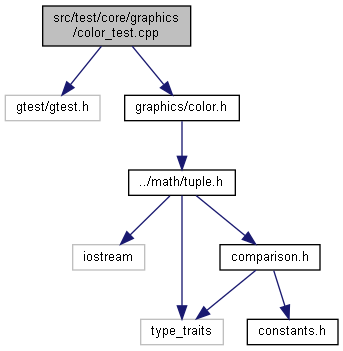 src/test/core/graphics
/color_test.cpp
gtest/gtest.h
graphics/color.h
../math/tuple.h
iostream
comparison.h
type_traits
constants.h